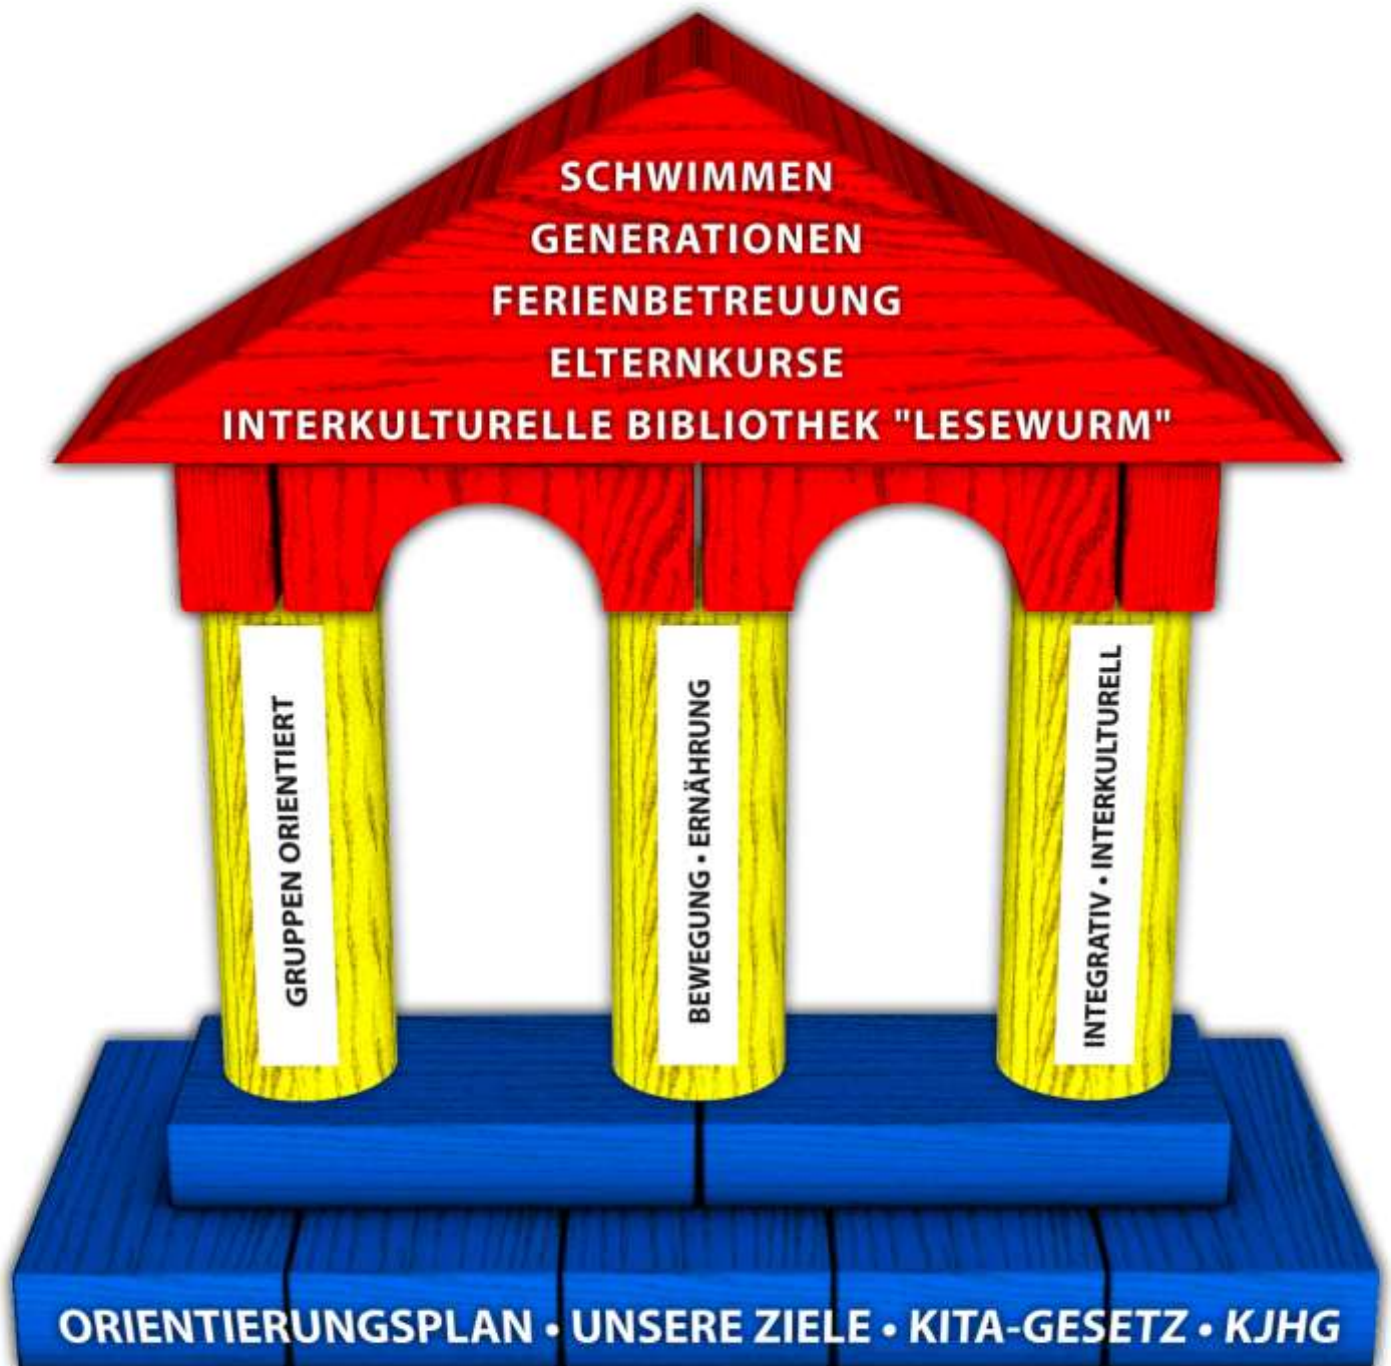 SCHWIMMEN
GENERATIONEN
FERIENBETREUUNG
ELTERNKURSE
INTERKULTURELLE BIBLIOTHEK "LESEWURM"
GRUPPEN ORIENTIERT
BEWEGUNG • ERNÄHRUNG
INTEGRATIV • INTERKULTURELL
ORIENTIERUNGSPLAN • UNSERE ZIELE • KITA-GESETZ • KJHG